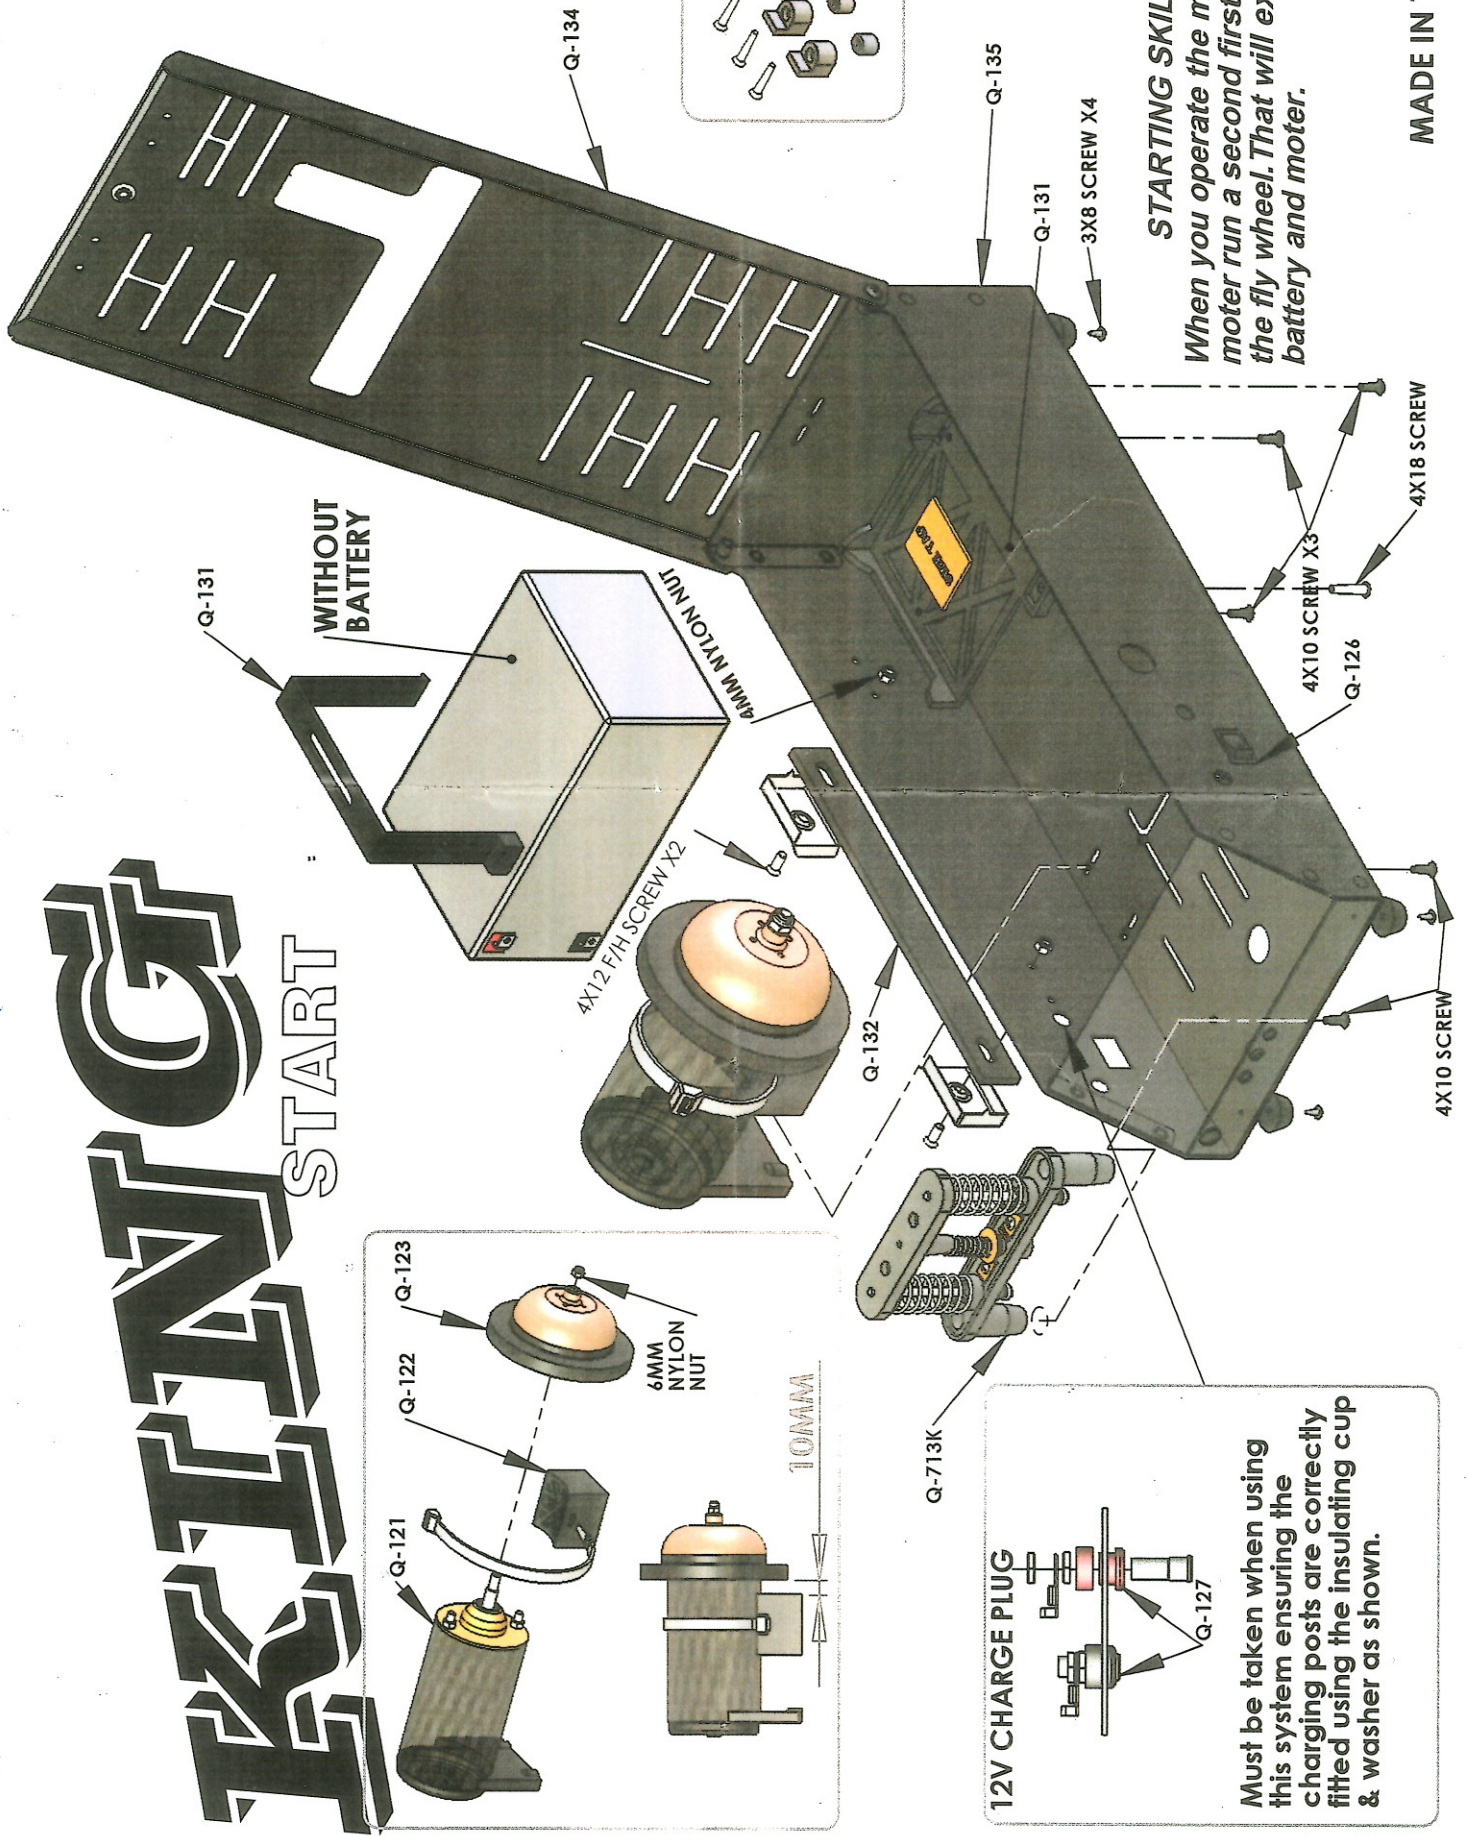 KING
START
Q-121
Q-122
Q-123
6MM
NYLON
NUT
10MM
Q-131
WITHOUT
BATTERY
Q-134
4X12 F/H SCREW X2
4MM NYLON NUT
Q-132
Q-713K
Q-135
Q-131
3X8 SCREW X4
4X18 SCREW
4X10 SCREW X3
Q-126
4X10 SCREW
12V CHARGE PLUG
Q-127
Must be taken when using
this system ensuring the
charging posts are correctly
fitted using the insulating cup
& washer as shown.
STARTING SKIL
When you operate the m
moter run a second first
the fly wheel. That will ex
battery and moter.
MADE IN